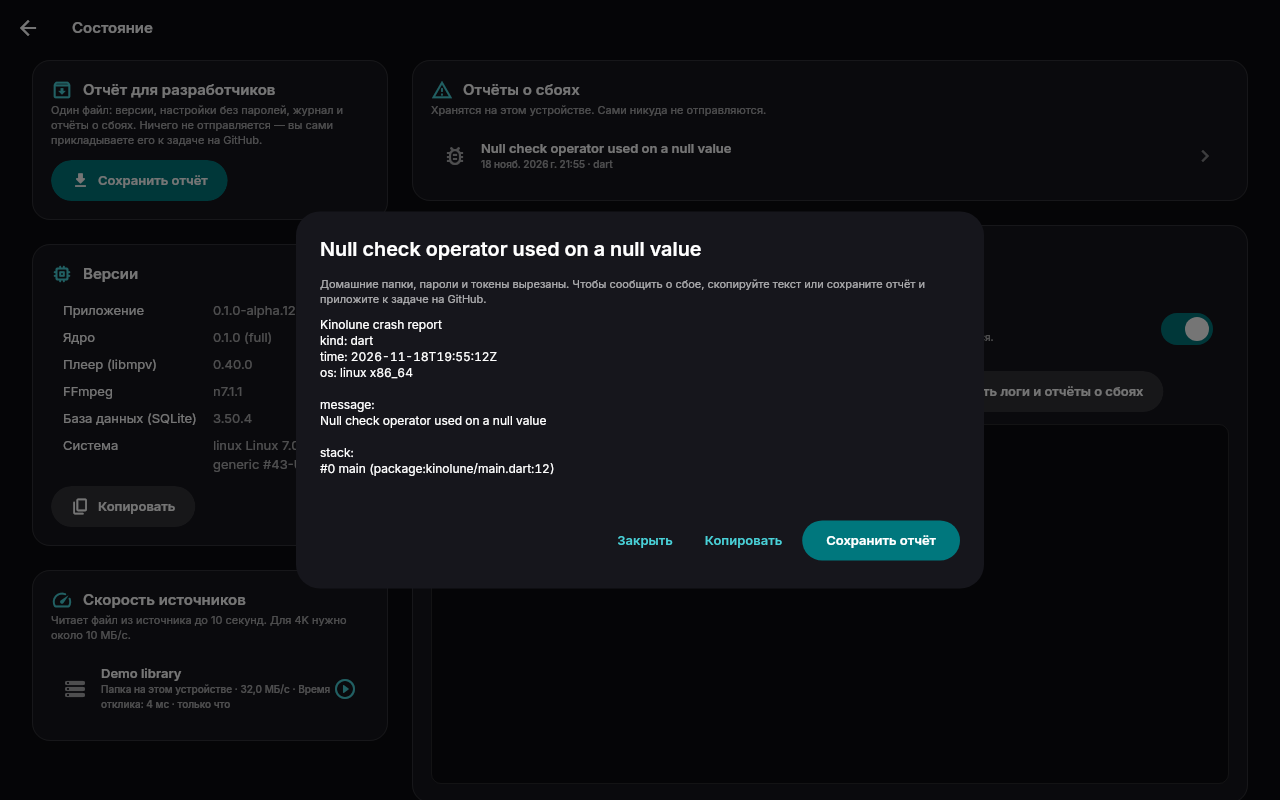 Состояние
Отчёт для разработчиков
Один файл: версии, настройки без паролей, журнал и
отчёты о сбоях. Ничего не отправляется — вы сами
прикладываете его к задаче на GitHub.
Сохранить отчёт
Отчёты о сбоях
Хранятся на этом устройстве. Сами никуда не отправляются.
Null check operator used on a null value
18 нояб. 2026 г. 21:55 · dart
Версии
Приложение 0.1.0-alpha.12
Ядро 0.1.0 (full)
Плеер (libmpv) 0.40.0
FFmpeg n7.1.1
База данных (SQLite) 3.50.4
Система linux Linux 7.0
generic #43-
Копировать
Null check operator used on a null value
Домашние папки, пароли и токены вырезаны. Чтобы сообщить о сбое, скопируйте текст или сохраните отчёт и
приложите к задаче на GitHub.
Kinolune crash report
kind: dart
time: 2026-11-18T19:55:12Z
os: linux x86_64
message:
Null check operator used on a null value
stack:
#0 main (package:kinolune/main.dart:12)
Закрыть
Копировать
Сохранить отчёт
логи и отчёты о сбоях
Скорость источников
Читает файл из источника до 10 секунд. Для 4K нужно
около 10 МБ/с.
Demo library
Папка на этом устройстве · 32,0 МБ/с · Время
отклика: 4 мс · только что